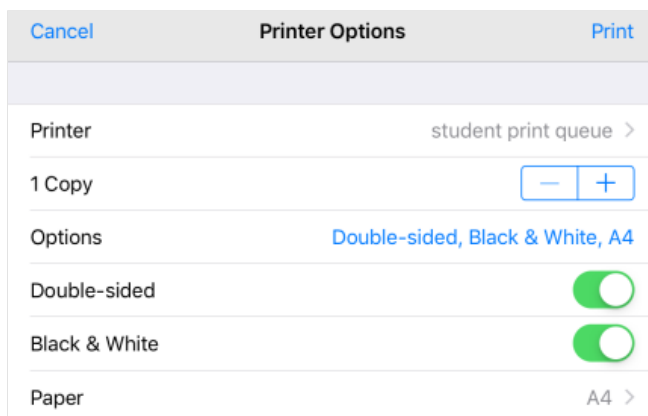 Cancel Printer Options Print
Printer student print queue
1 Copy
Options Double-sided, Black & White, A4
Double-sided
Black & White
Paper A4